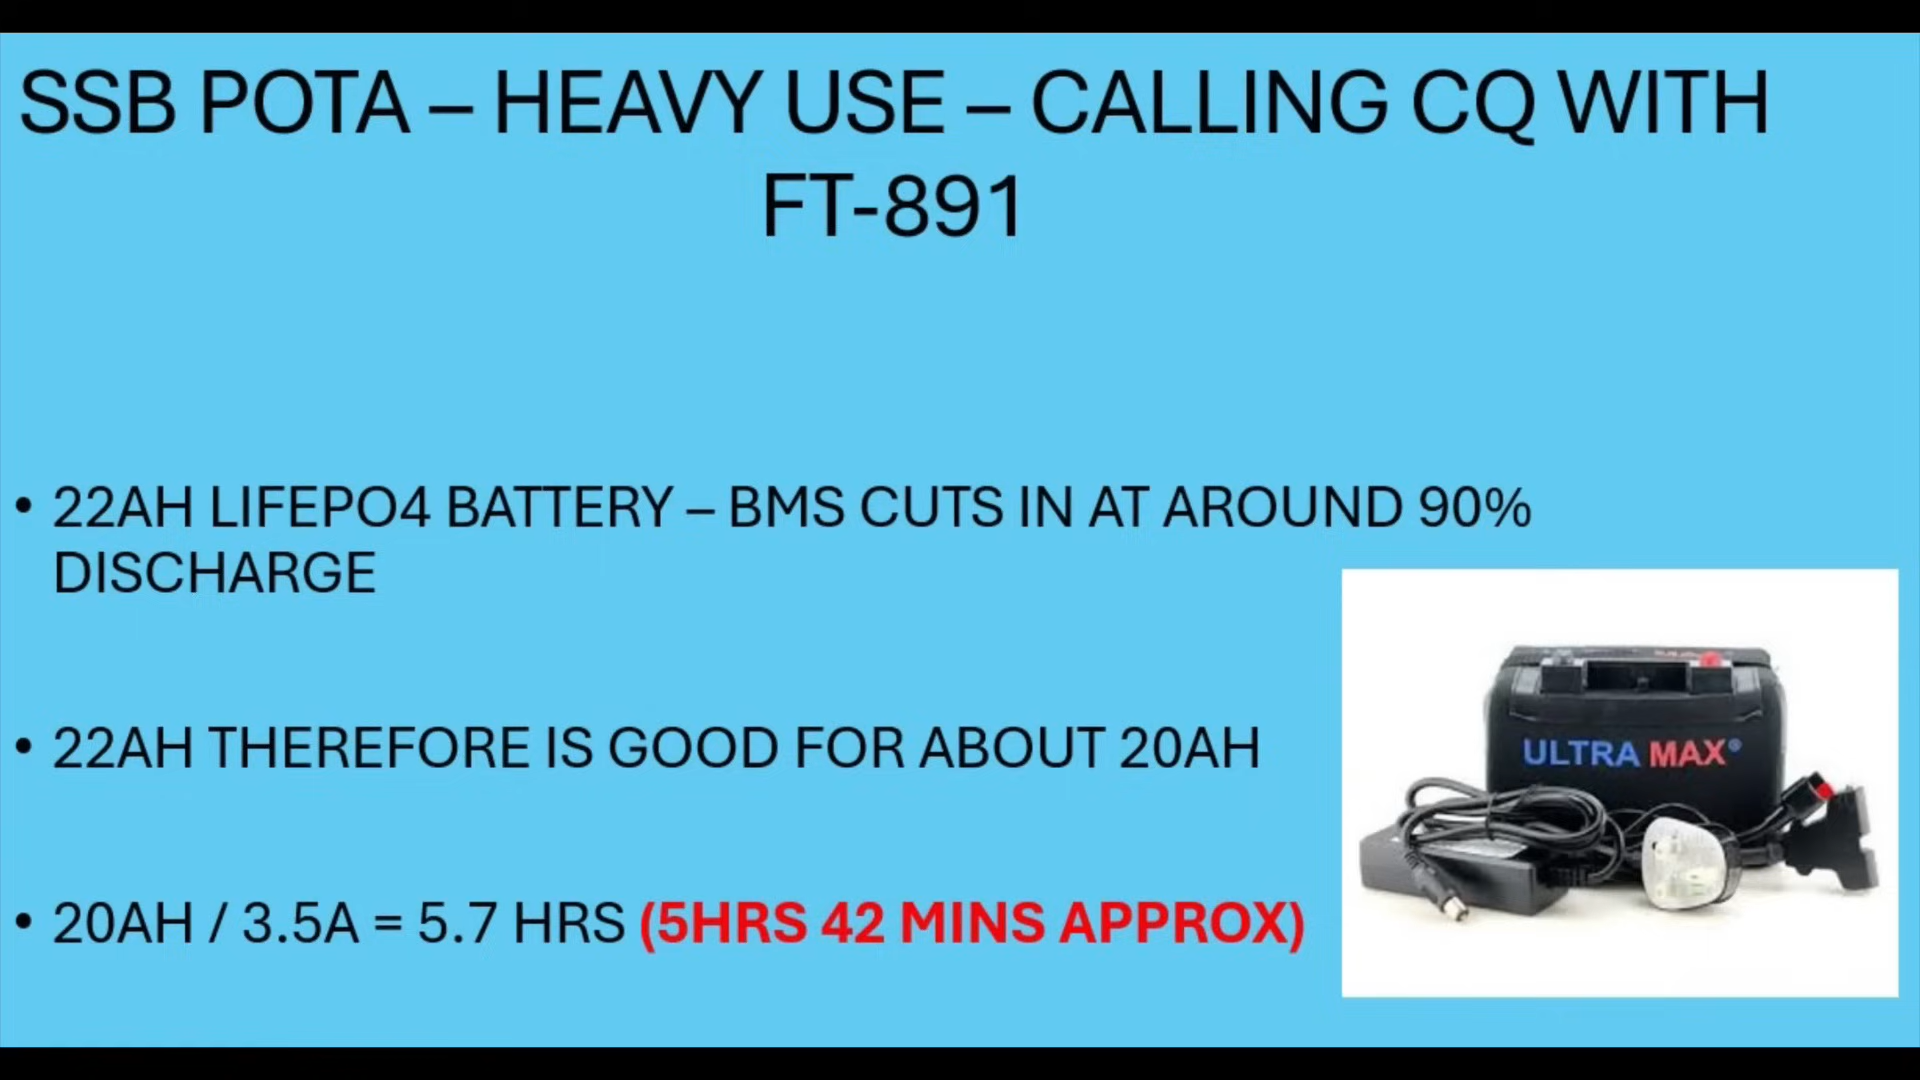 SSB POTA – HEAVY USE – CALLING CQ WITH
FT-891
• 22AH LIFEPO4 BATTERY – BMS CUTS IN AT AROUND 90%
DISCHARGE
• 22AH THEREFORE IS GOOD FOR ABOUT 20AH
ULTRA MAX®
• 20AH / 3.5A = 5.7 HRS (5HRS 42 MINS APPROX)